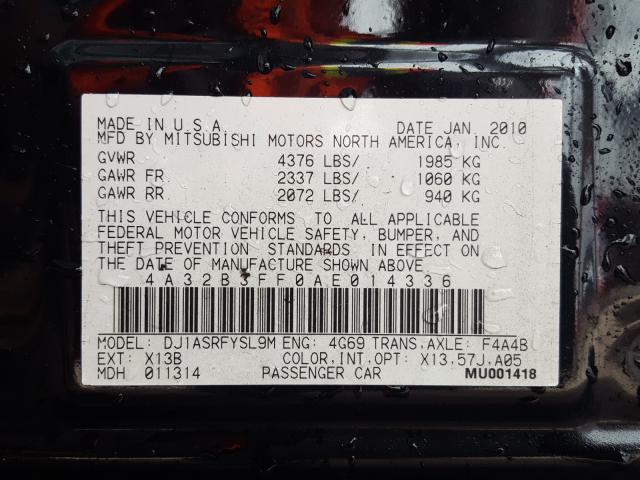 MADE IN U.S.A. DATE JAN 2010
MFD BY MITSUBISHI MOTORS NORTH AMERICA, INC.
GVWR 4376 LBS/ 1985 KG
GAWR FR 2337 LBS/ 1060 KG
GAWR RR 2072 LBS/ 940 KG
THIS VEHICLE CONFORMS TO ALL APPLICABLE
FEDERAL MOTOR VEHICLE SAFETY, BUMPER, AND
THEFT PREVENTION STANDARDS IN EFFECT ON
THE DATE OF MANUFACTURE SHOWN ABOVE
4A32B3FF0AE014336
MODEL: DJ1ASRFYSL9M ENG: 4G69 TRANS,AXLE: F4A4B
EXT: X13B COLOR,INT,OPT: X13,57J,A05
MDH 011314 PASSENGER CAR MU001418